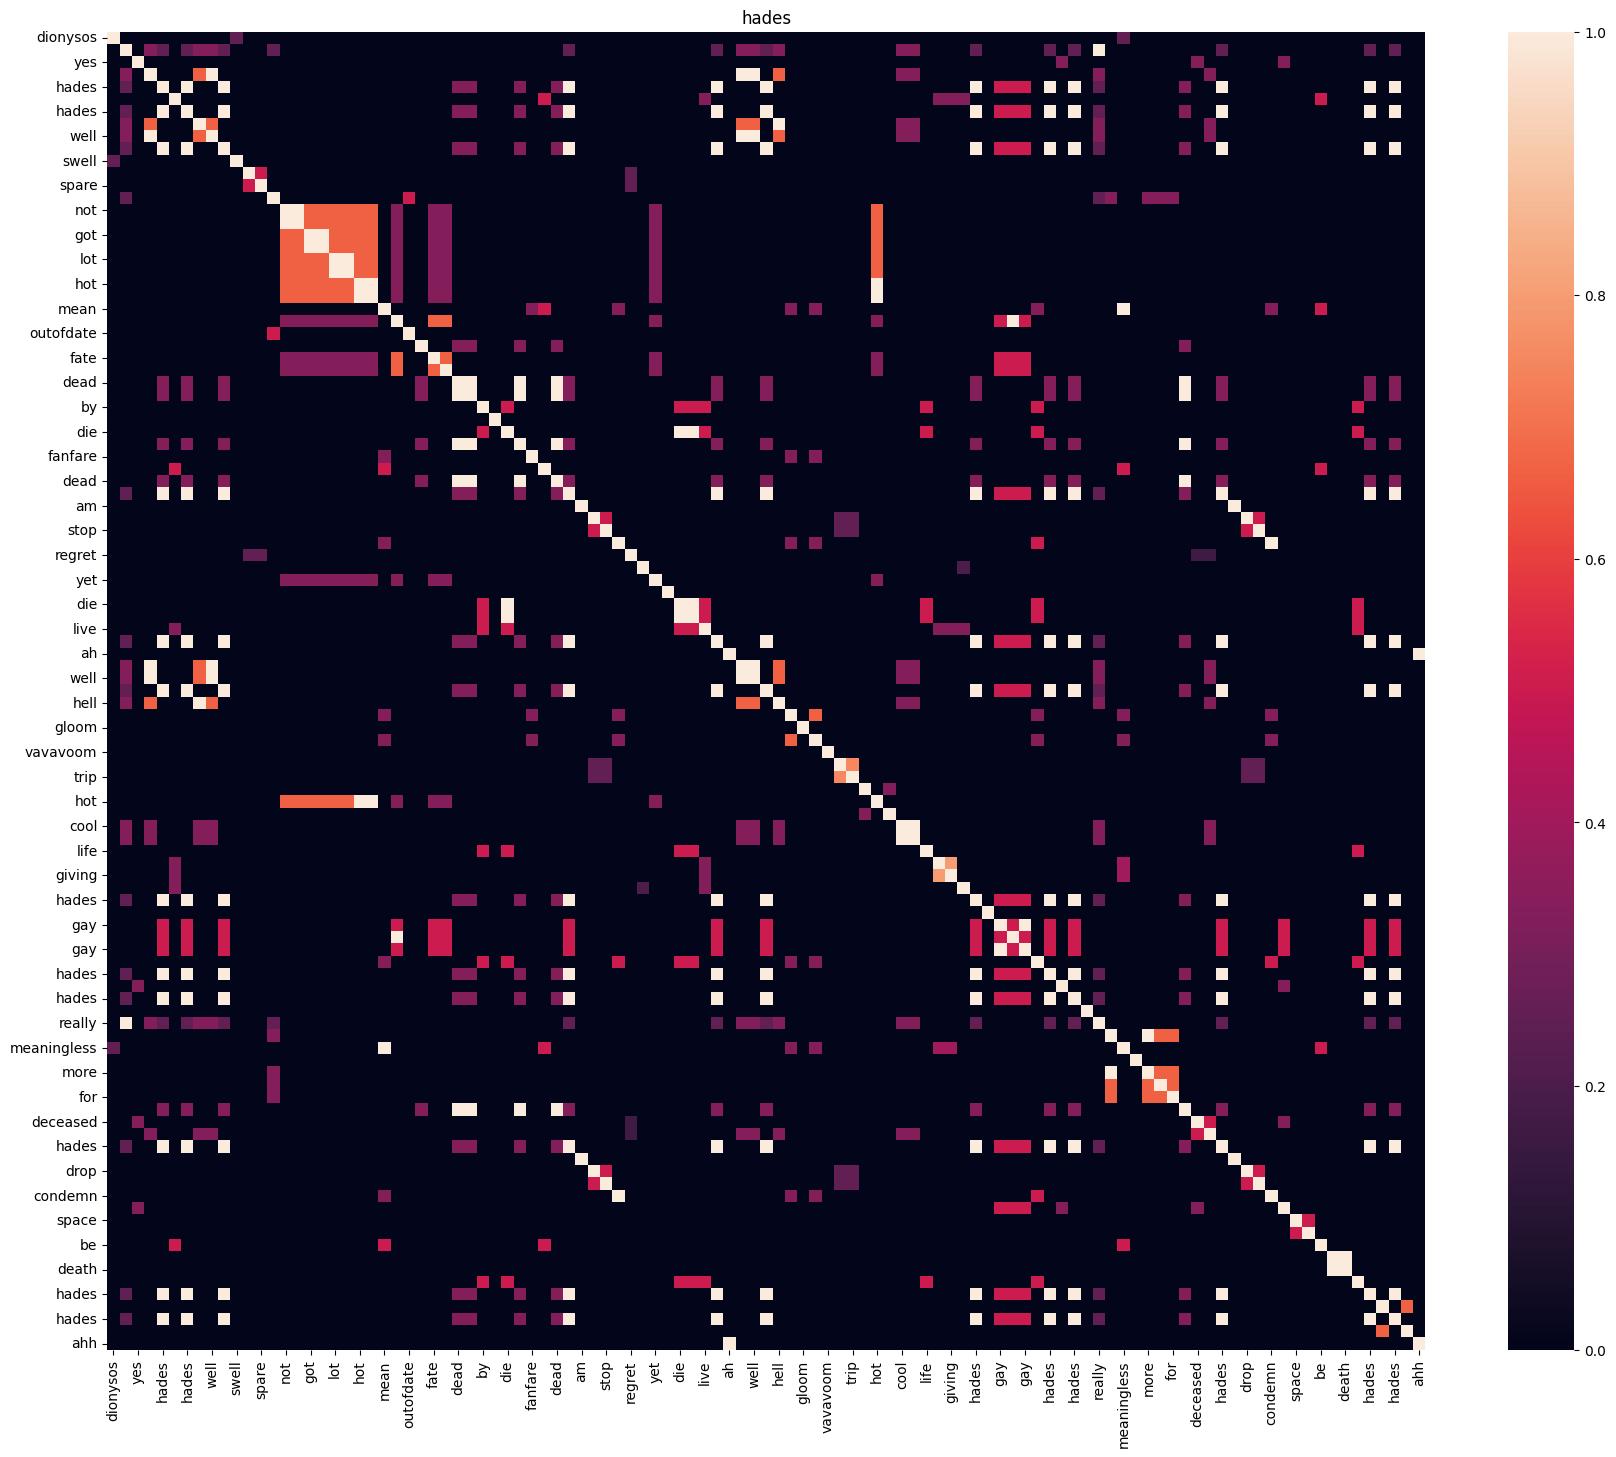 hades
dionysos
yes
hades
hades
well
swell
spare
not
got
lot
hot
mean
outofdate
fate
dead
by
die
fanfare
dead
am
stop
regret
yet
die
live
ah
well
hell
gloom
vavavoom
trip
hot
cool
life
giving
hades
gay
gay
hades
hades
really
meaningless
more
for
deceased
hades
drop
condemn
space
be
death
hades
hades
ahh
dionysos yes hades hades well swell spare not got lot hot mean outofdate fate dead by die fanfare dead am stop regret yet die live ah well hell gloom vavavoom trip hot cool life giving hades gay gay hades hades really meaningless more for deceased hades drop condemn space be death hades hades ahh
1.0
0.8
0.6
0.4
0.2
0.0